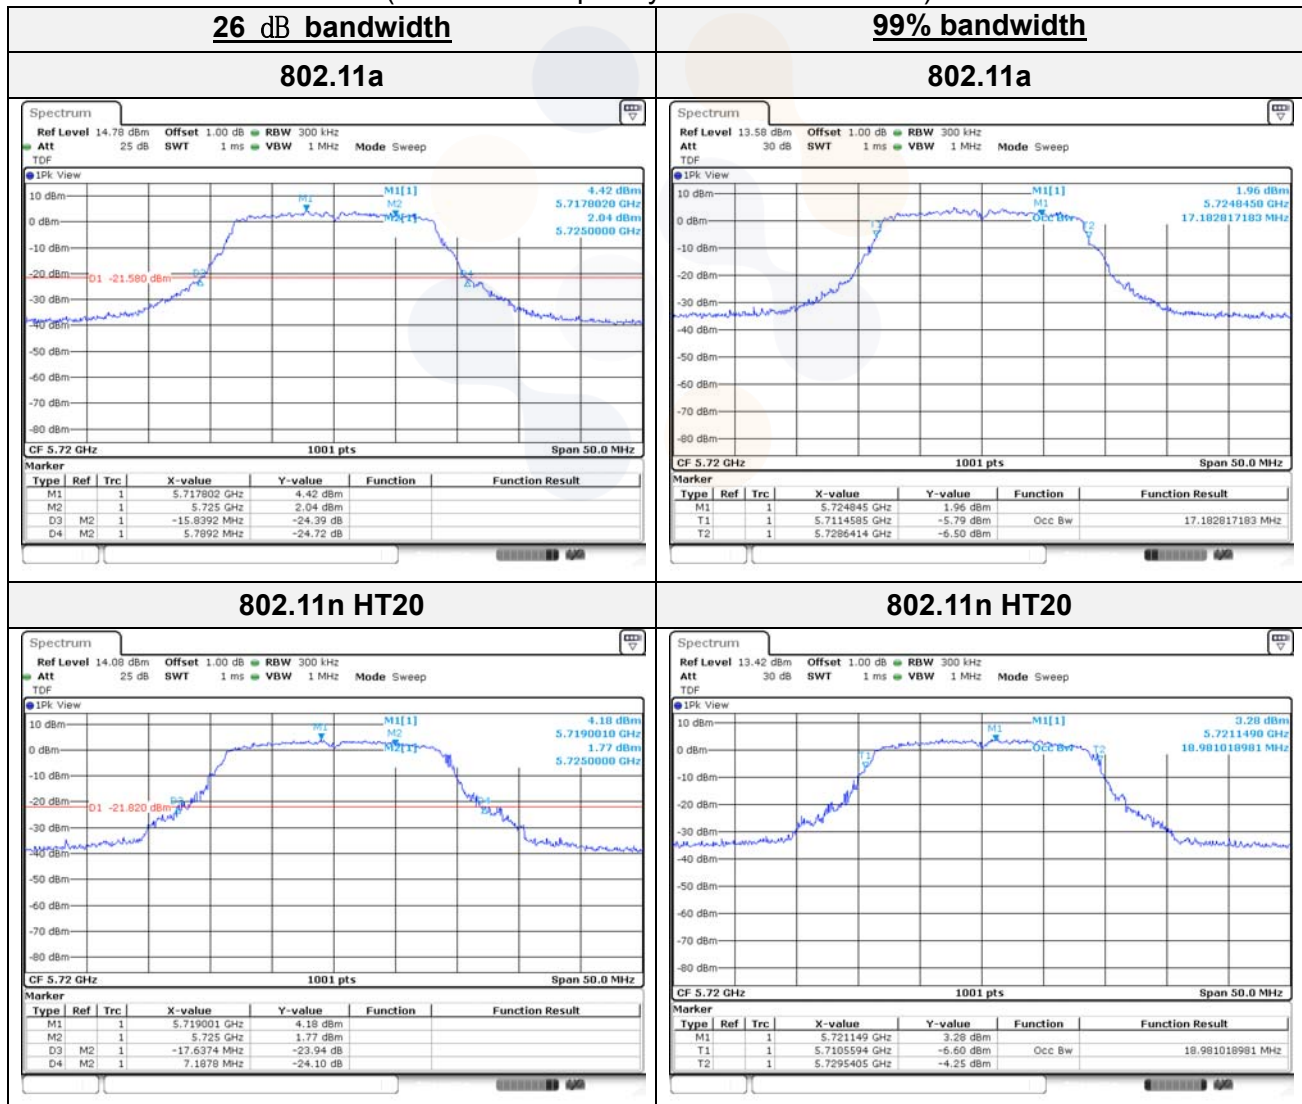 26 dB bandwidth
99% bandwidth
802.11a
802.11a
Spectrum
Ref Level 14.78 dBm Offset 1.00 dB RBW 300 kHz
Att 25 dB SWT 1 ms VBW 1 MHz Mode Sweep
TDF
1Pk View
M1[1] 4.42 dBm
5.7178020 GHz
M2[1] 2.04 dBm
5.7250000 GHz
M1
M2
10 dBm
0 dBm
-10 dBm
-20 dBm
D1 -21.580 dBm
D3
D4
-30 dBm
-40 dBm
-50 dBm
-60 dBm
-70 dBm
-80 dBm
CF 5.72 GHz 1001 pts Span 50.0 MHz
Marker
Type Ref Trc X-value Y-value Function Function Result
M1 1 5.717802 GHz 4.42 dBm
M2 1 5.725 GHz 2.04 dBm
D3 M2 1 -15.8392 MHz -24.39 dB
D4 M2 1 5.7892 MHz -24.72 dB
Spectrum
Ref Level 13.58 dBm Offset 1.00 dB RBW 300 kHz
Att 30 dB SWT 1 ms VBW 1 MHz Mode Sweep
TDF
1Pk View
M1[1] 1.96 dBm
5.7248450 GHz
Occ Bw 17.182817183 MHz
M1
T1
T2
10 dBm
0 dBm
-10 dBm
-20 dBm
-30 dBm
-40 dBm
-50 dBm
-60 dBm
-70 dBm
-80 dBm
CF 5.72 GHz 1001 pts Span 50.0 MHz
Marker
Type Ref Trc X-value Y-value Function Function Result
M1 1 5.724845 GHz 1.96 dBm
T1 1 5.7114585 GHz -5.79 dBm Occ Bw 17.182817183 MHz
T2 1 5.7286414 GHz -6.50 dBm
802.11n HT20
802.11n HT20
Spectrum
Ref Level 14.08 dBm Offset 1.00 dB RBW 300 kHz
Att 25 dB SWT 1 ms VBW 1 MHz Mode Sweep
TDF
1Pk View
M1[1] 4.18 dBm
5.7190010 GHz
M2[1] 1.77 dBm
5.7250000 GHz
M1
M2
10 dBm
0 dBm
-10 dBm
-20 dBm
D1 -21.820 dBm
D3
D4
-30 dBm
-40 dBm
-50 dBm
-60 dBm
-70 dBm
-80 dBm
CF 5.72 GHz 1001 pts Span 50.0 MHz
Marker
Type Ref Trc X-value Y-value Function Function Result
M1 1 5.719001 GHz 4.18 dBm
M2 1 5.725 GHz 1.77 dBm
D3 M2 1 -17.6374 MHz -23.94 dB
D4 M2 1 7.1878 MHz -24.10 dB
Spectrum
Ref Level 13.42 dBm Offset 1.00 dB RBW 300 kHz
Att 30 dB SWT 1 ms VBW 1 MHz Mode Sweep
TDF
1Pk View
M1[1] 3.28 dBm
5.7211490 GHz
Occ Bw 18.981018981 MHz
M1
T1
T2
10 dBm
0 dBm
-10 dBm
-20 dBm
-30 dBm
-40 dBm
-50 dBm
-60 dBm
-70 dBm
-80 dBm
CF 5.72 GHz 1001 pts Span 50.0 MHz
Marker
Type Ref Trc X-value Y-value Function Function Result
M1 1 5.721149 GHz 3.28 dBm
T1 1 5.7105594 GHz -6.60 dBm Occ Bw 18.981018981 MHz
T2 1 5.7295405 GHz -4.25 dBm